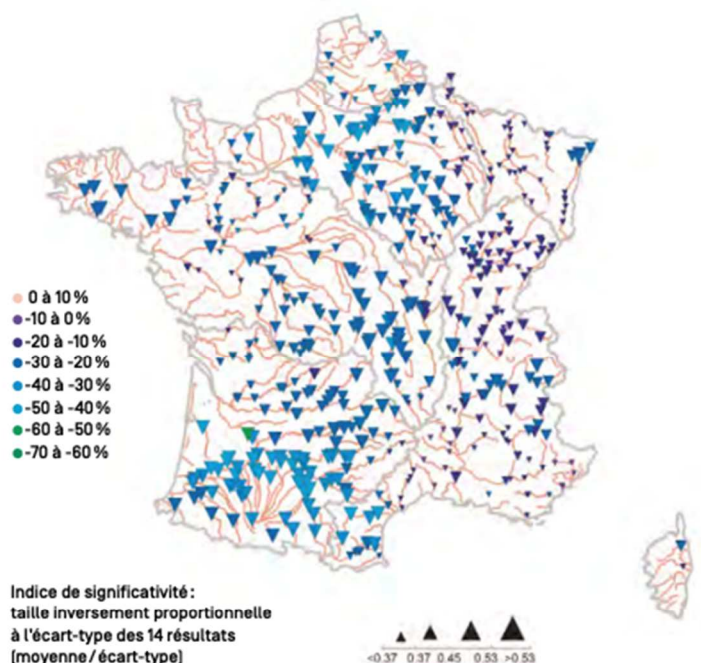 0 à 10 %
-10 à 0 %
-20 à -10 %
-30 à -20 %
-40 à -30 %
-50 à -40 %
-60 à -50 %
-70 à -60 %
Indice de significativité :
taille inversement proportionnelle
à l'écart-type des 14 résultats
(moyenne / écart-type)
<0.37 0.37 0.45 0.53 >0.53